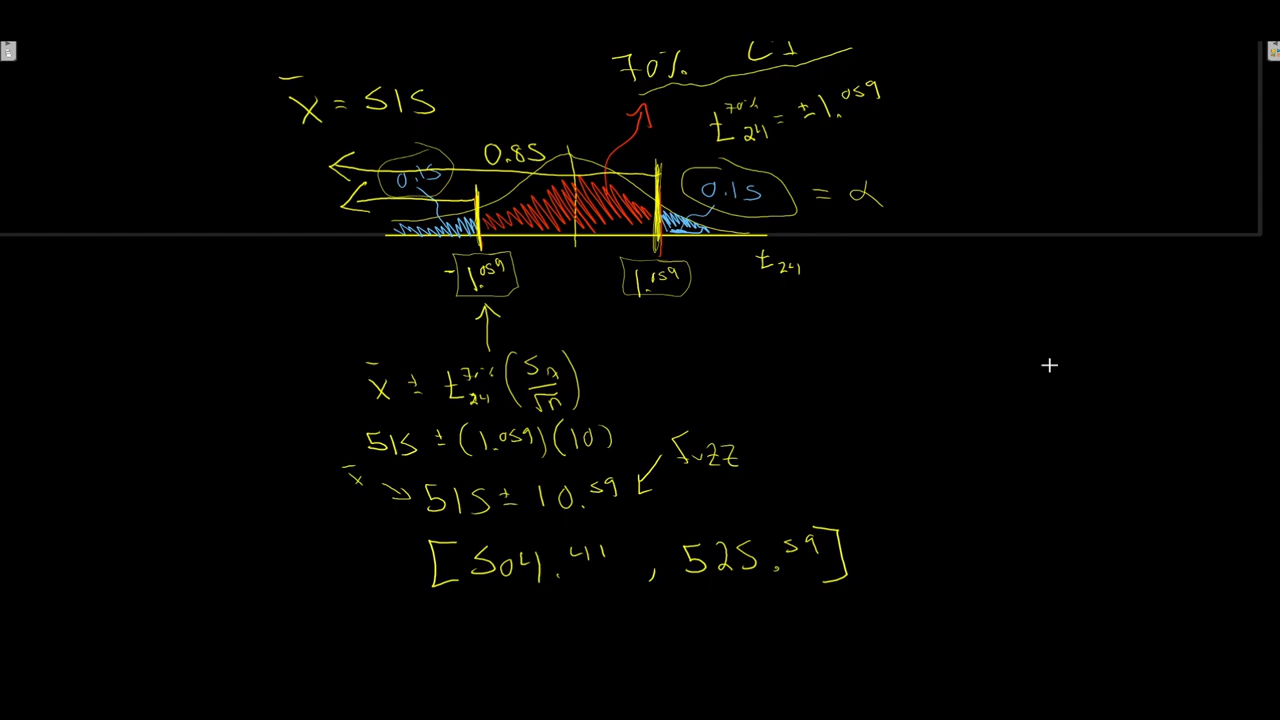 70% CI
x̄ = 515
t₂₄^70% = ±1.059
0.85
0.15
0.15 = α
-1.059
1.059
t₂₄
x̄ ± t₂₄^70% (Sx/√n)
515 ± (1.059)(10)
fuzz
x̄ → 515 ± 10.59
[504.41 , 525.59]